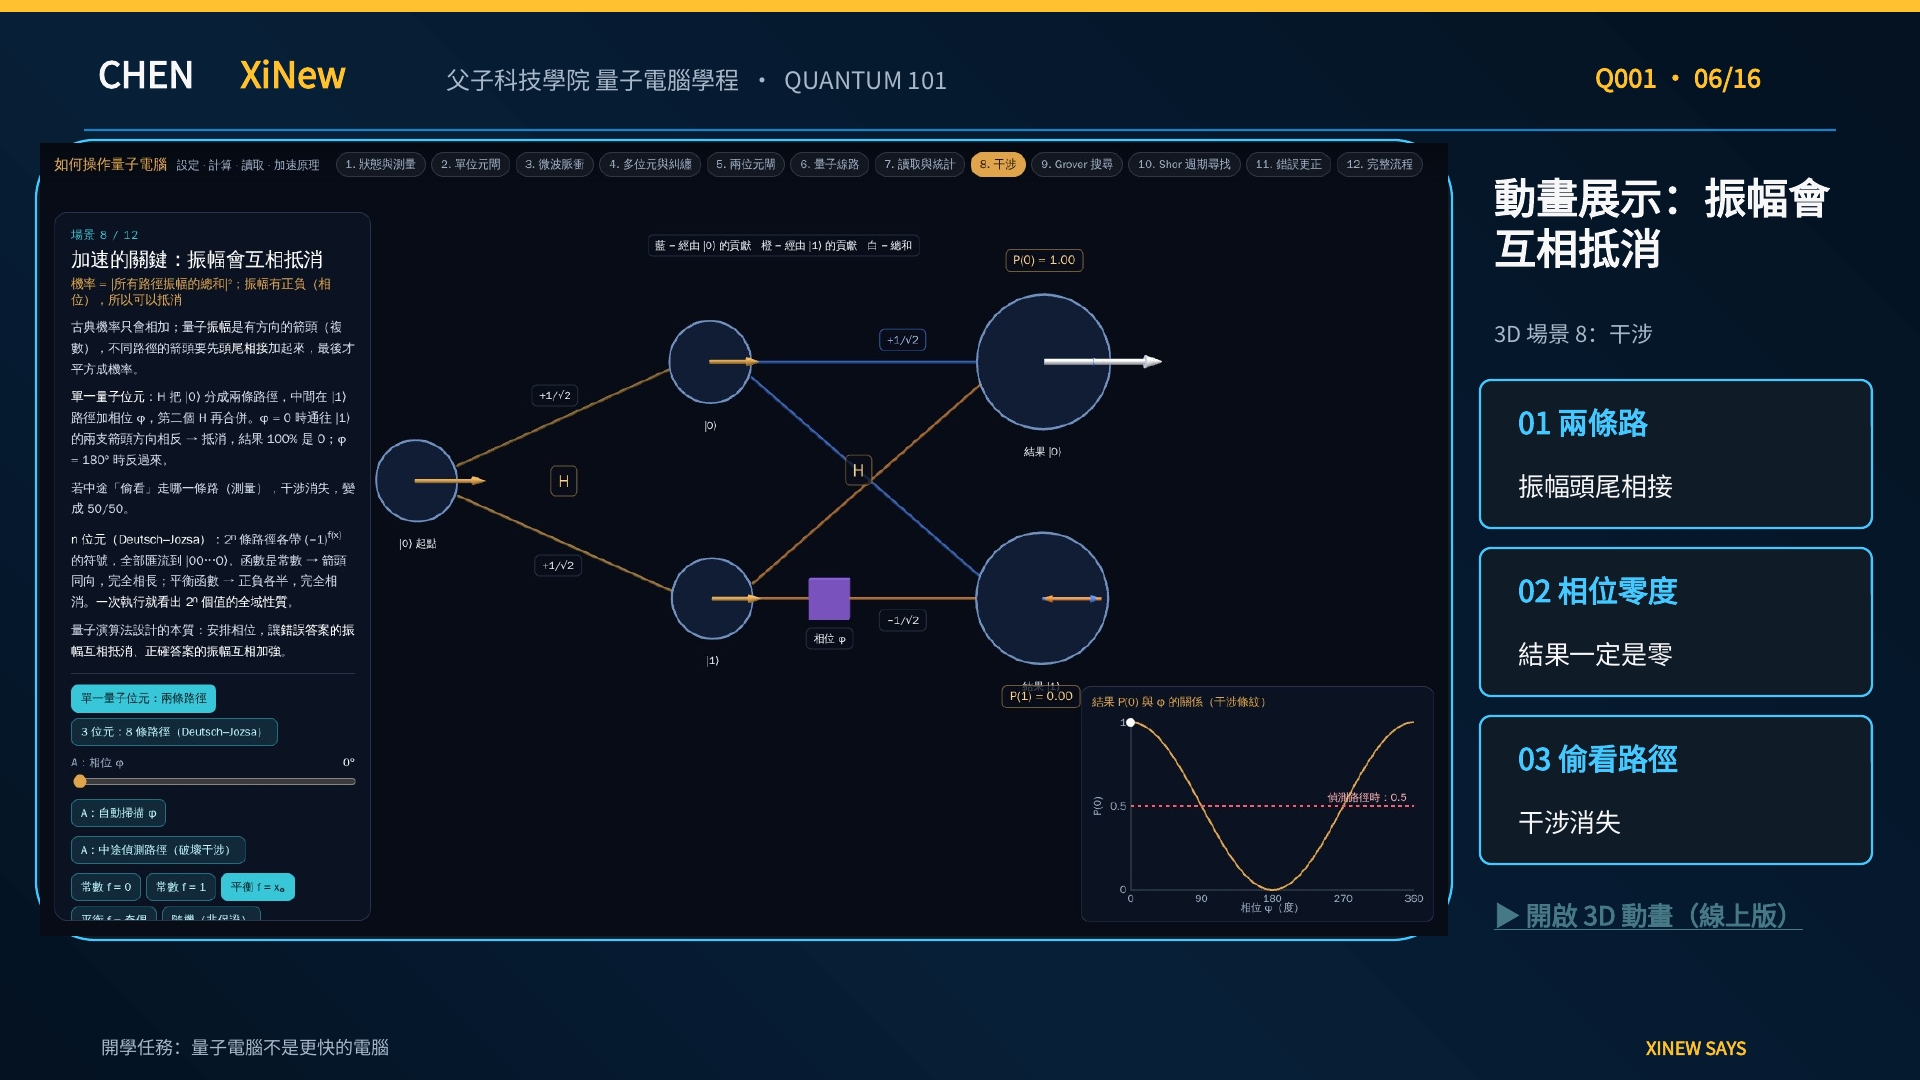 CHEN XiNew 父子科技學院 量子電腦學程 • QUANTUM 101
Q001 • 06/16
如何操作量子電腦 設定 · 計算 · 讀取 · 加速原理
1. 狀態與測量
2. 單位元閘
3. 微波脈衝
4. 多位元與糾纏
5. 兩位元閘
6. 量子線路
7. 讀取與統計
8. 干涉
9. Grover 搜尋
10. Shor 週期尋找
11. 錯誤更正
12. 完整流程
場景 8 / 12
加速的關鍵：振幅會互相抵消
機率 = |所有路徑振幅的總和|²；振幅有正負（相
位），所以可以抵消
古典機率只會相加；量子振幅是有方向的箭頭（複
數），不同路徑的箭頭要先頭尾相接加起來，最後才
平方成機率。
單一量子位元：H 把 |0⟩ 分成兩條路徑，中間在 |1⟩
路徑加相位 φ，第二個 H 再合併。φ = 0 時通往 |1⟩
的兩支箭頭方向相反 → 抵消，結果 100% 是 0；φ
= 180° 時反過來。
若中途「偷看」走哪一條路（測量），干涉消失，變
成 50/50。
n 位元（Deutsch–Jozsa）：2ⁿ 條路徑各帶 (−1)^f(x)
的符號，全部匯流到 |00⋯0⟩。函數是常數 → 箭頭
同向，完全相長；平衡函數 → 正負各半，完全相
消。一次執行就看出 2ⁿ 個值的全域性質。
量子演算法設計的本質：安排相位，讓錯誤答案的振
幅互相抵消、正確答案的振幅互相加強。
單一量子位元：兩條路徑
3 位元：8 條路徑（Deutsch–Jozsa）
A：相位 φ 0°
A：自動掃描 φ
A：中途偵測路徑（破壞干涉）
常數 f = 0
常數 f = 1
平衡 f = x₀
平衡 f = 奇偶
隨機（非保證）
藍 = 經由 |0⟩ 的貢獻 橙 = 經由 |1⟩ 的貢獻 白 = 總和
P(0) = 1.00
+1/√2
+1/√2
|0⟩
結果 |0⟩
H
H
|0⟩ 起點
+1/√2
−1/√2
相位 φ
|1⟩
結果 |1⟩
P(1) = 0.00
結果 P(0) 與 φ 的關係（干涉條紋）
1
0.5
0
P(0)
偵測路徑時：0.5
0 90 180 270 360
相位 φ（度）
動畫展示：振幅會
互相抵消
3D 場景 8：干涉
01 兩條路
振幅頭尾相接
02 相位零度
結果一定是零
03 偷看路徑
干涉消失
▶ 開啟 3D 動畫（線上版）
開學任務：量子電腦不是更快的電腦
XINEW SAYS